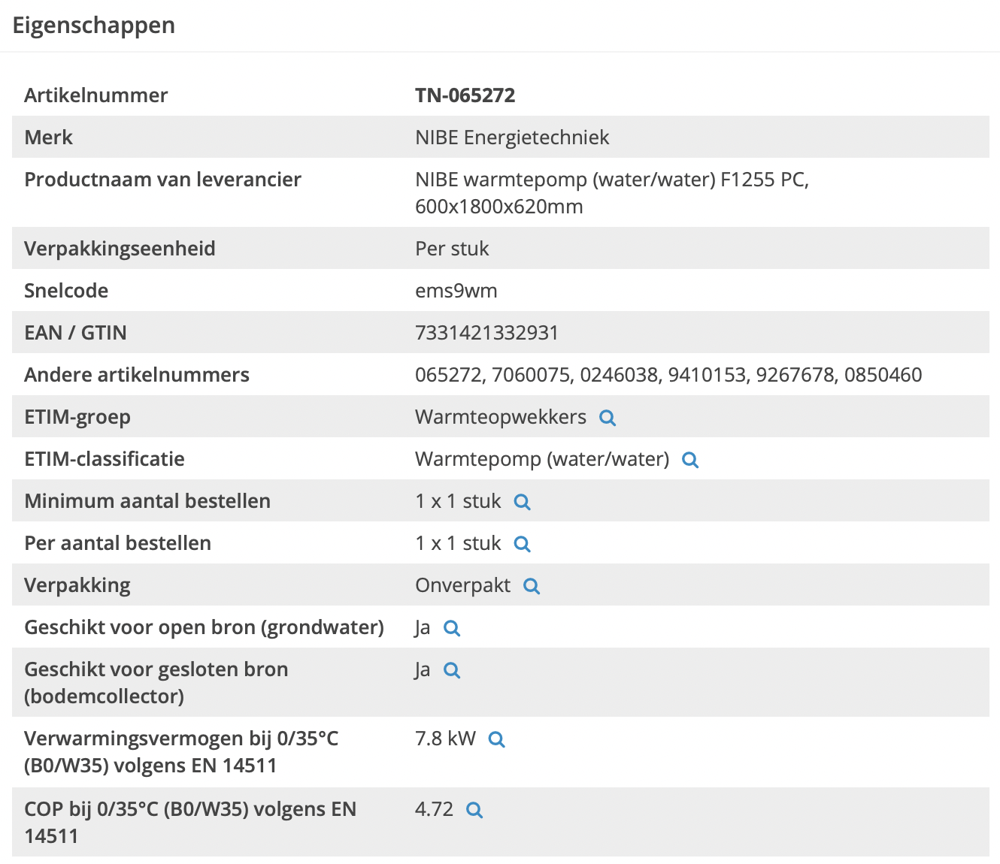 Eigenschappen
Artikelnummer TN-065272
Merk NIBE Energietechniek
Productnaam van leverancier NIBE warmtepomp (water/water) F1255 PC,
600x1800x620mm
Verpakkingseenheid Per stuk
Snelcode ems9wm
EAN / GTIN 7331421332931
Andere artikelnummers 065272, 7060075, 0246038, 9410153, 9267678, 0850460
ETIM-groep Warmteopwekkers
ETIM-classificatie Warmtepomp (water/water)
Minimum aantal bestellen 1 x 1 stuk
Per aantal bestellen 1 x 1 stuk
Verpakking Onverpakt
Geschikt voor open bron (grondwater) Ja
Geschikt voor gesloten bron Ja
(bodemcollector)
Verwarmingsvermogen bij 0/35°C 7.8 kW
(B0/W35) volgens EN 14511
COP bij 0/35°C (B0/W35) volgens EN 4.72
14511